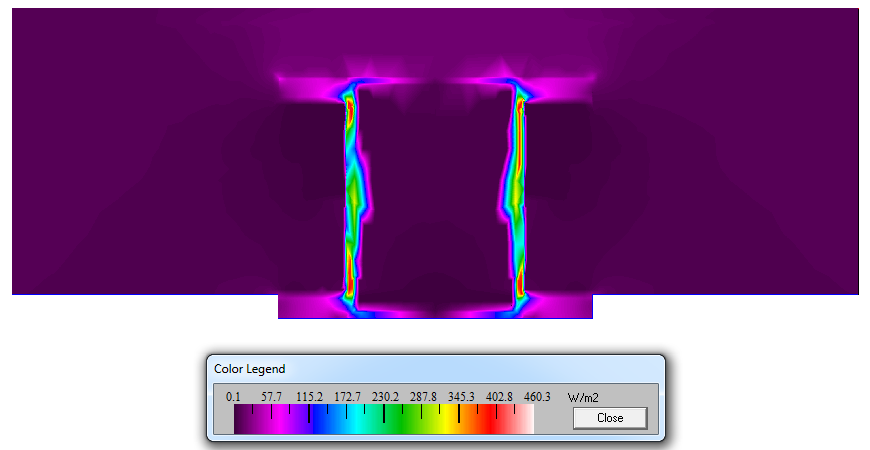 Color Legend
0.1 57.7 115.2 172.7 230.2 287.8 345.3 402.8 460.3 W/m2
Close